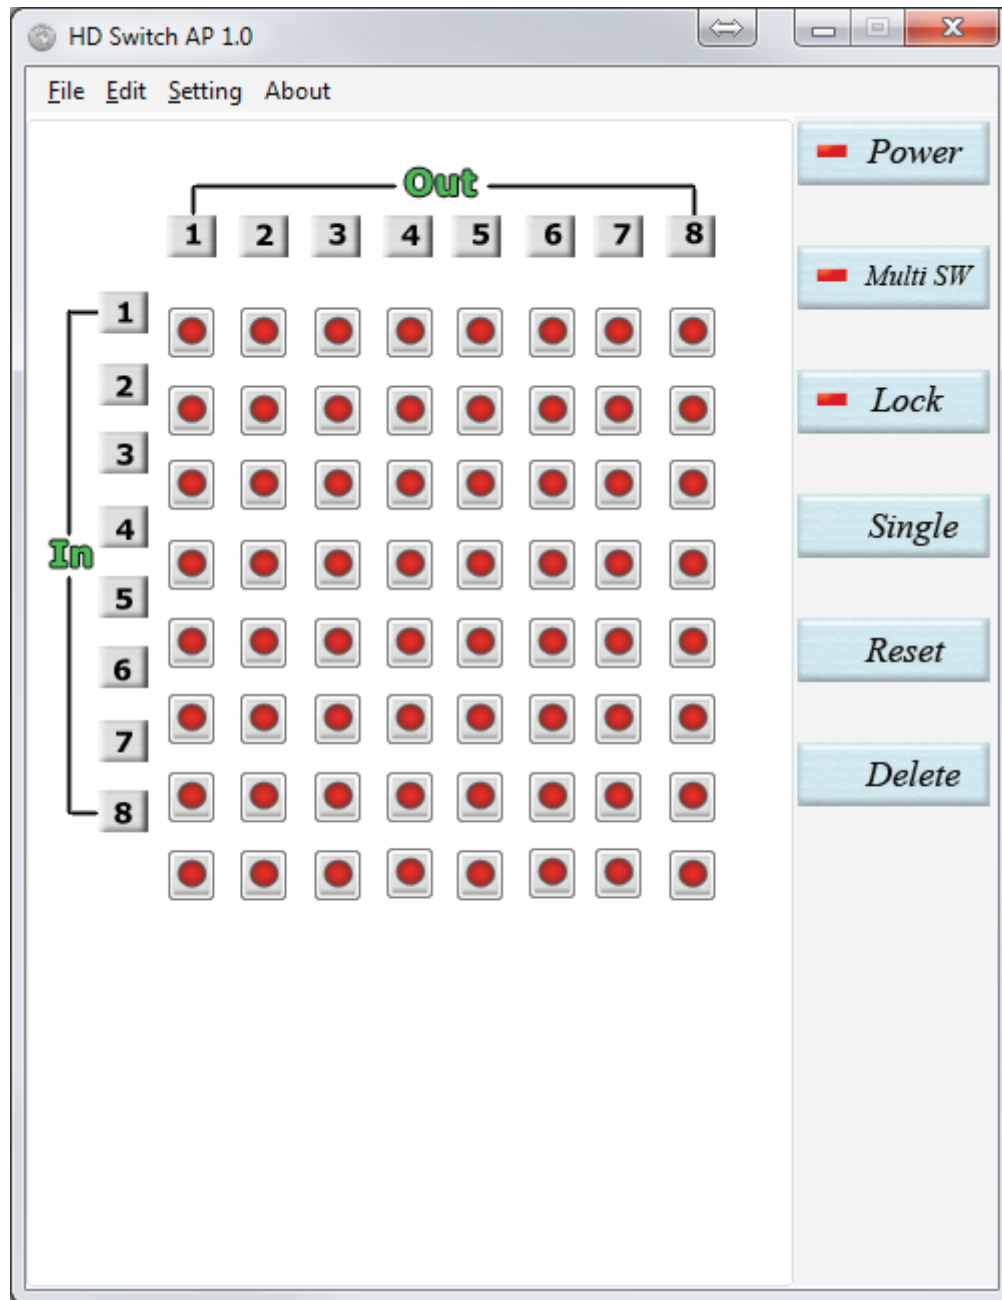 HD Switch AP 1.0
File Edit Setting About
Out
1 2 3 4 5 6 7 8
In
1
2
3
4
5
6
7
8
Power
Multi SW
Lock
Single
Reset
Delete